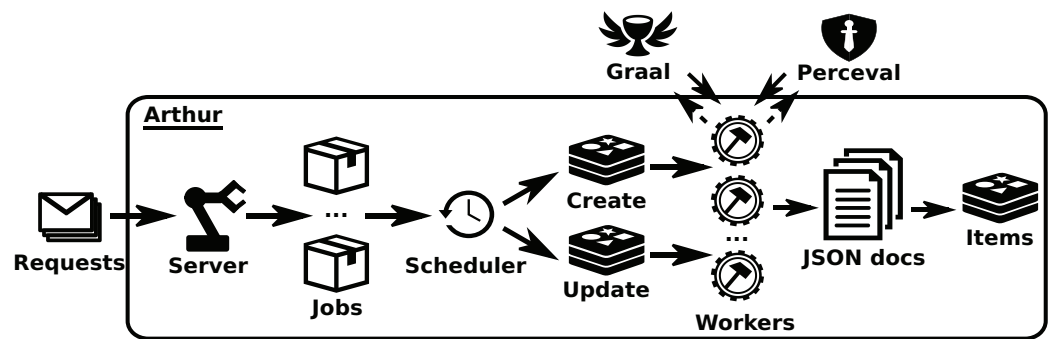 Graal
Perceval
Arthur
...
Create
Requests
Server
Scheduler
Update
Jobs
...
Workers
JSON docs
Items